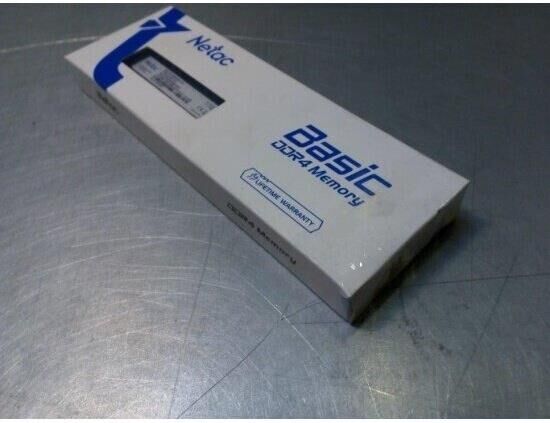 Netac
Basic
DDR4 Memory
LIFETIME WARRANTY
DDR4 Memory